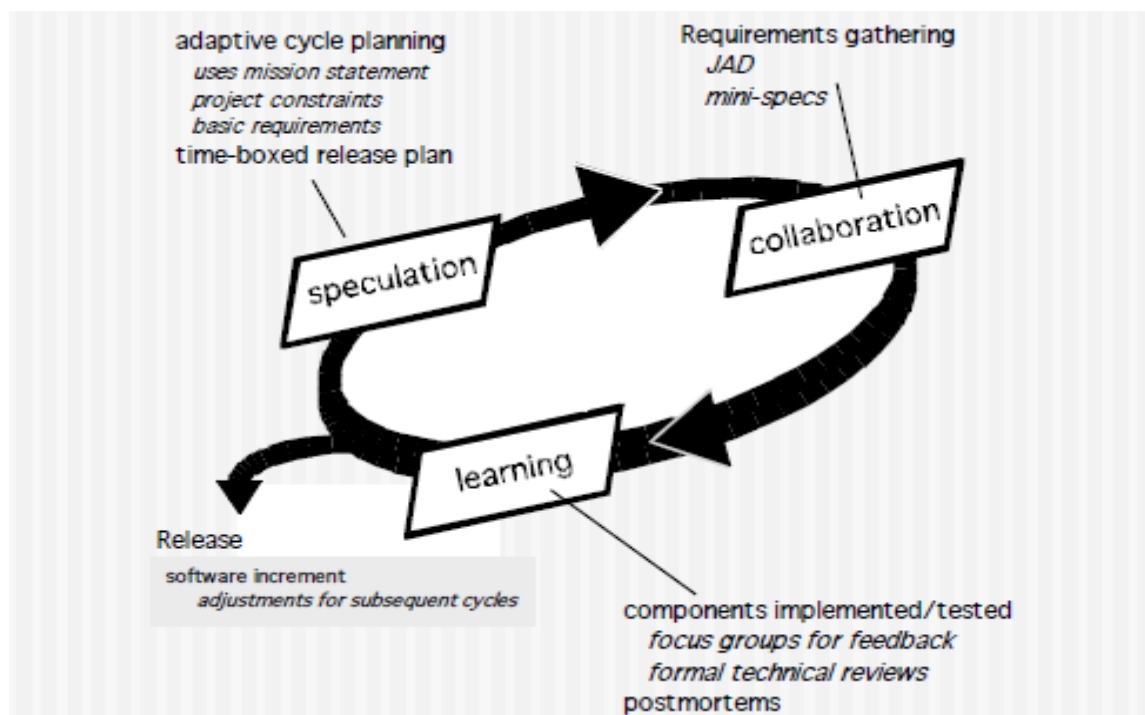 adaptive cycle planning
uses mission statement
project constraints
basic requirements
time-boxed release plan
Requirements gathering
JAD
mini-specs
speculation
collaboration
learning
Release
software increment
adjustments for subsequent cycles
components implemented/tested
focus groups for feedback
formal technical reviews
postmortems